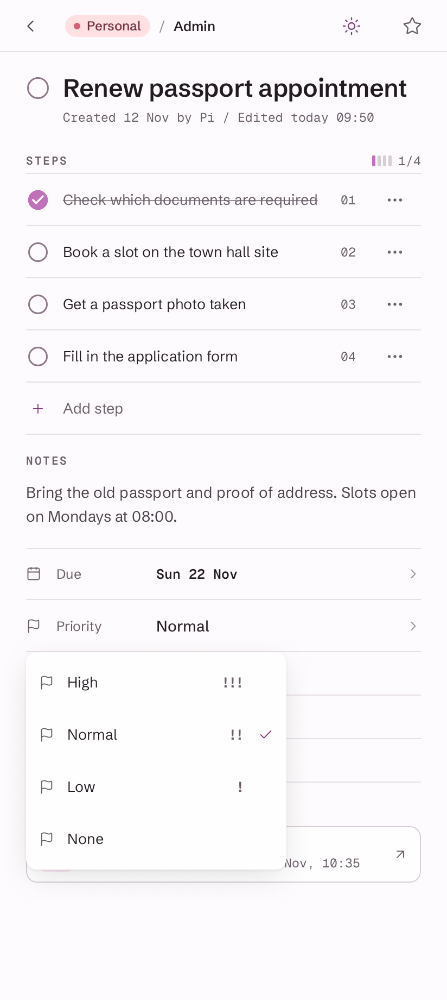 Personal / Admin
Renew passport appointment
Created 12 Nov by Pi / Edited today 09:50
STEPS 1/4
Check which documents are required 01
Book a slot on the town hall site 02
Get a passport photo taken 03
Fill in the application form 04
+ Add step
NOTES
Bring the old passport and proof of address. Slots open
on Mondays at 08:00.
Due Sun 22 Nov
Priority Normal
High !!!
Normal !!
Low !
None
Nov, 10:35